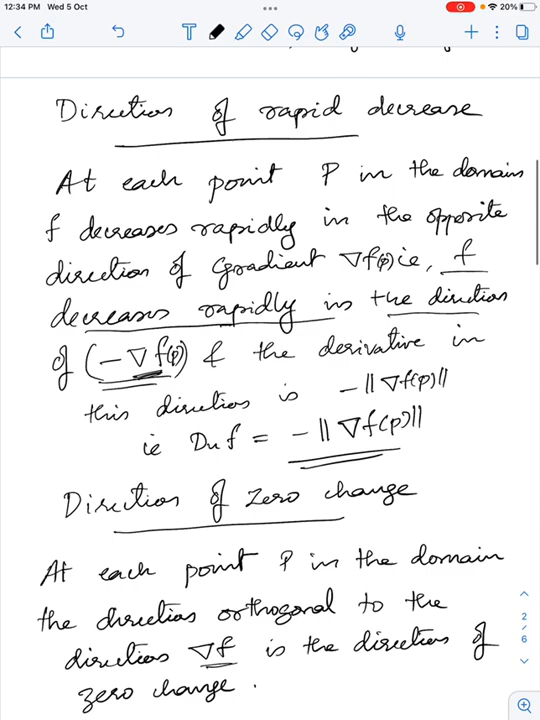 12:34 PM Wed 5 Oct
20%
Direction of rapid decrease
At each point P in the domain
f decreases rapidly in the opposite
direction of Gradient ∇f(p) ie, f
decreases rapidly in the direction
of (-∇f(p)) & the derivative in
this direction is -||∇f(p)||
ie Duf = -||∇f(p)||
Direction of Zero change
At each point P in the domain
the direction orthogonal to the
direction ∇f is the direction of
zero change.
2
/
6